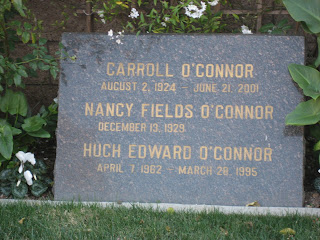 CARROLL O'CONNOR
AUGUST 2, 1924 - JUNE 21, 2001
NANCY FIELDS O'CONNOR
DECEMBER 13, 1929
HUGH EDWARD O'CONNOR
APRIL 7, 1962 - MARCH 28, 1995